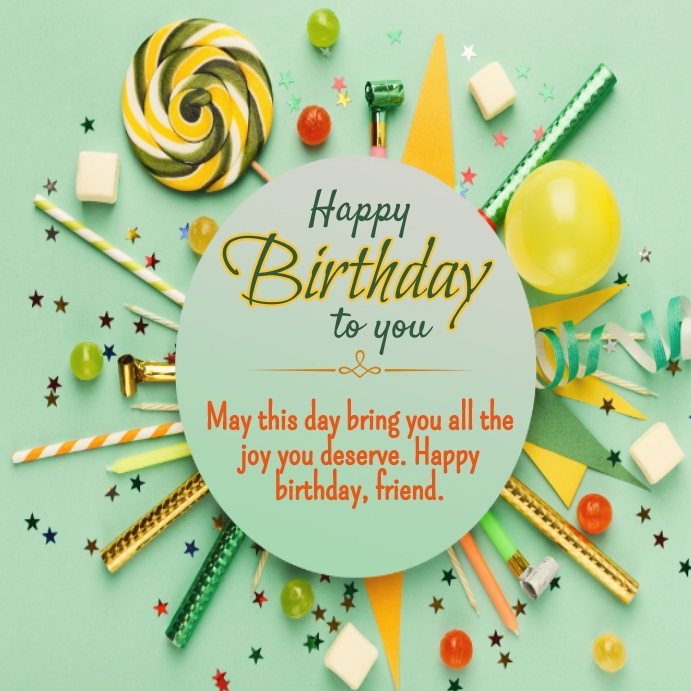 Happy
Birthday
to you
May this day bring you all the
joy you deserve. Happy
birthday, friend.